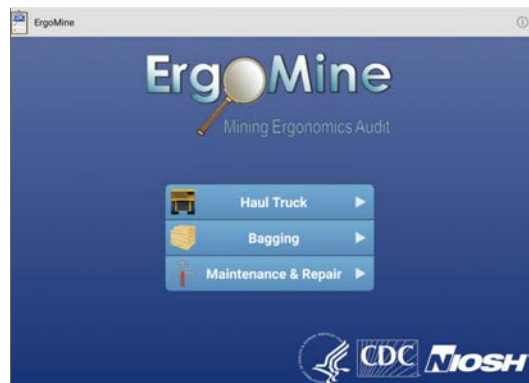 ErgoMine
ErgoMine
Mining Ergonomics Audit
Haul Truck
Bagging
Maintenance & Repair
CDC NIOSH